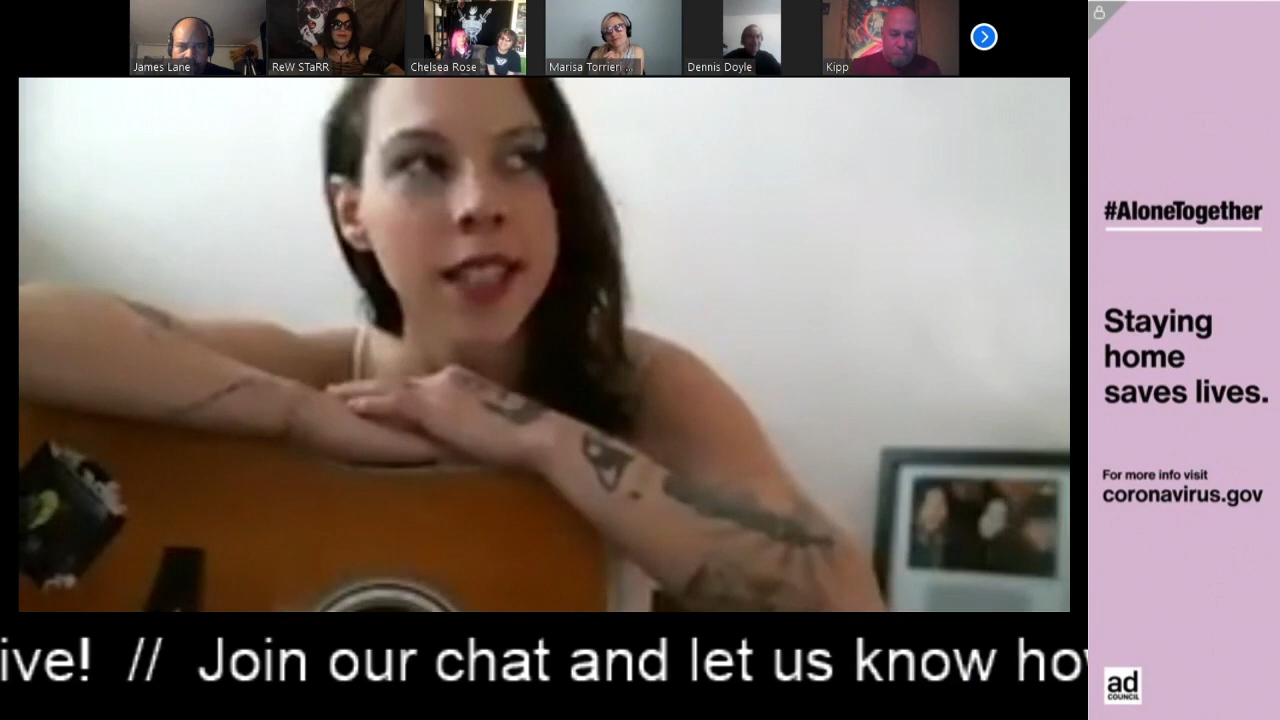 James Lane
ReW STaRR
Chelsea Rose
Marisa Torrieri ...
Dennis Doyle
Kipp
#AloneTogether
Staying
home
saves lives.
For more info visit
coronavirus.gov
ive! // Join our chat and let us know ho
ad
COUNCIL